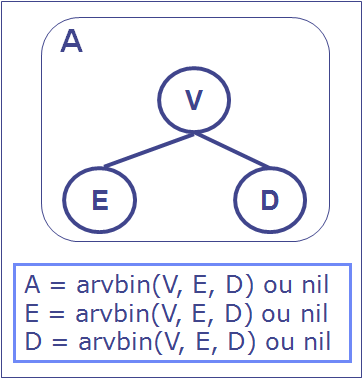 A
V
E D
A = arvbin(V, E, D) ou nil
E = arvbin(V, E, D) ou nil
D = arvbin(V, E, D) ou nil